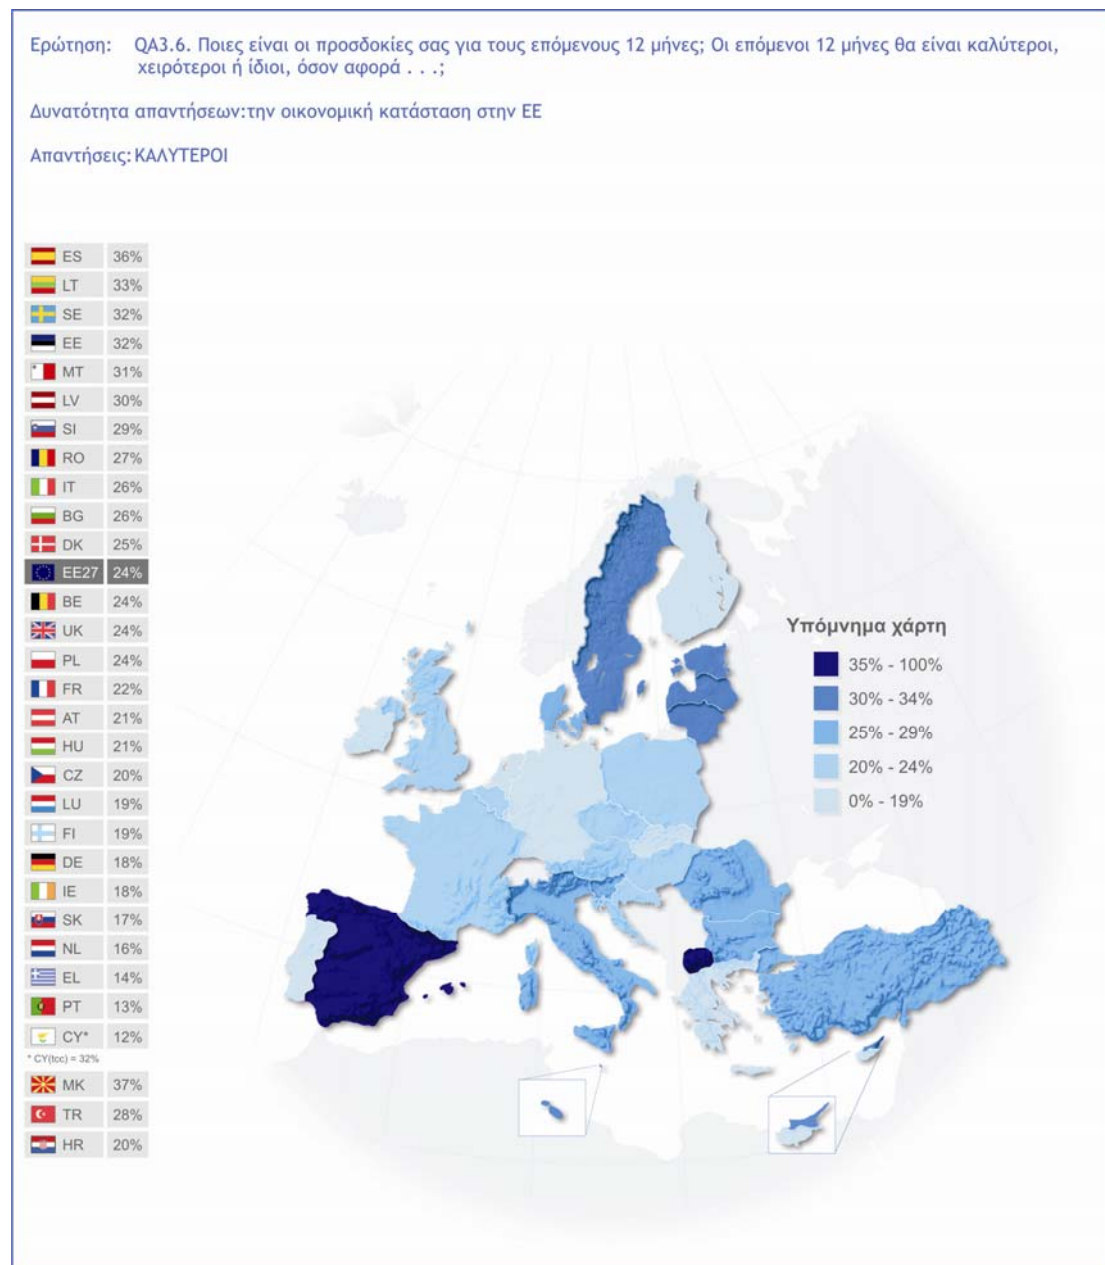 Ερώτηση: QA3.6. Ποιες είναι οι προσδοκίες σας για τους επόμενους 12 μήνες; Οι επόμενοι 12 μήνες θα είναι καλύτεροι,
χειρότεροι ή ίδιοι, όσον αφορά . . .;
Δυνατότητα απαντήσεων:την οικονομική κατάσταση στην ΕΕ
Απαντήσεις: ΚΑΛΥΤΕΡΟΙ
ES 36%
LT 33%
SE 32%
EE 32%
MT 31%
LV 30%
SI 29%
RO 27%
IT 26%
BG 26%
DK 25%
EE27 24%
BE 24%
UK 24%
PL 24%
FR 22%
AT 21%
HU 21%
CZ 20%
LU 19%
FI 19%
DE 18%
IE 18%
SK 17%
NL 16%
EL 14%
PT 13%
CY* 12%
* CY(tcc) = 32%
MK 37%
TR 28%
HR 20%
Υπόμνημα χάρτη
35% - 100%
30% - 34%
25% - 29%
20% - 24%
0% - 19%